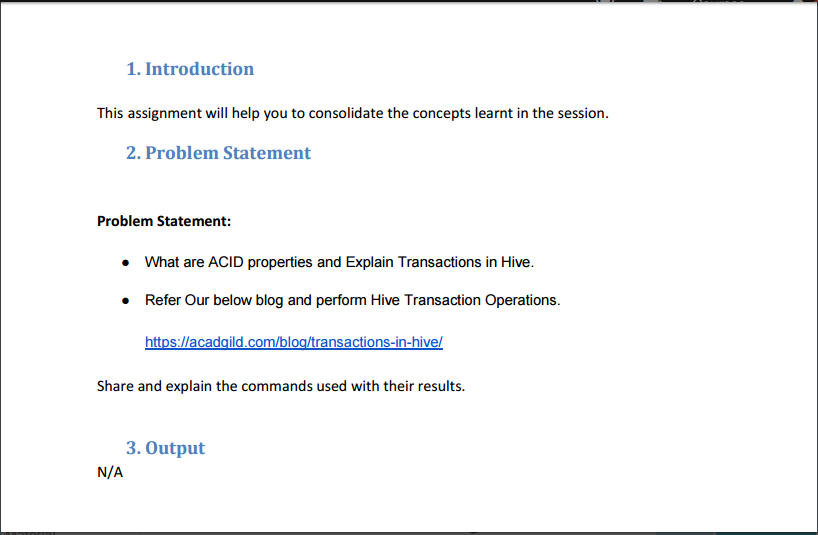 1. Introduction
This assignment will help you to consolidate the concepts learnt in the session.
2. Problem Statement
Problem Statement:
● What are ACID properties and Explain Transactions in Hive.
● Refer Our below blog and perform Hive Transaction Operations.
https://acadgild.com/blog/transactions-in-hive/
Share and explain the commands used with their results.
3. Output
N/A